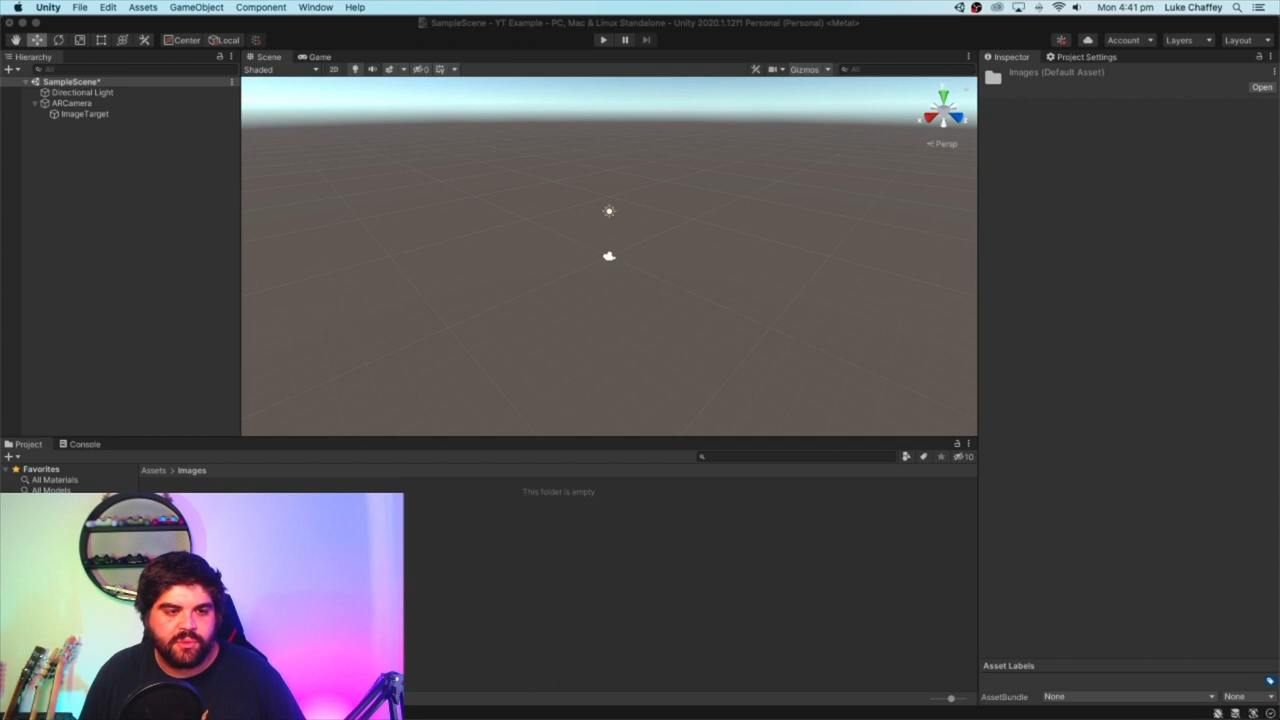 Unity File Edit Assets GameObject Component Window Help Mon 4:41 pm Luke Chaffey
SampleScene - YT Example - PC, Mac & Linux Standalone - Unity 2020.1.12f1 Personal (Personal) <Metal>
Center Local Account Layers Layout
Hierarchy Scene Game Inspector Project Settings
All Shaded 2D 0 Gizmos All
SampleScene*
Images (Default Asset)
Open
Directional Light
ARCamera
ImageTarget
X Z
Persp
Project Console
10
Favorites Assets > Images
All Materials
All Models
This folder is empty
Asset Labels
AssetBundle None None